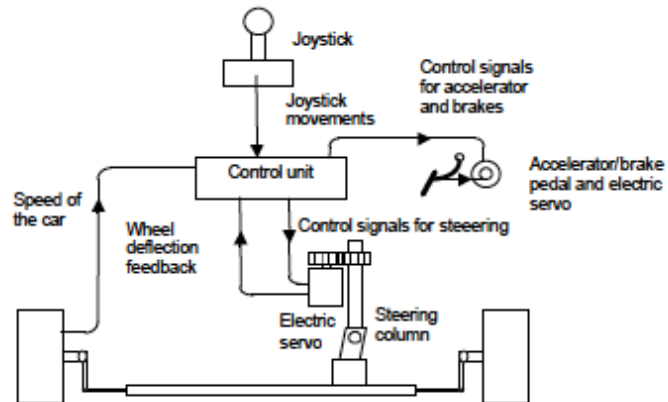 Joystick
Joystick
movements
Control signals
for accelerator
and brakes
Control unit
Accelerator/brake
pedal and electric
servo
Speed of
the car
Wheel
deflection
feedback
Control signals for steeering
Electric
servo
Steering
column